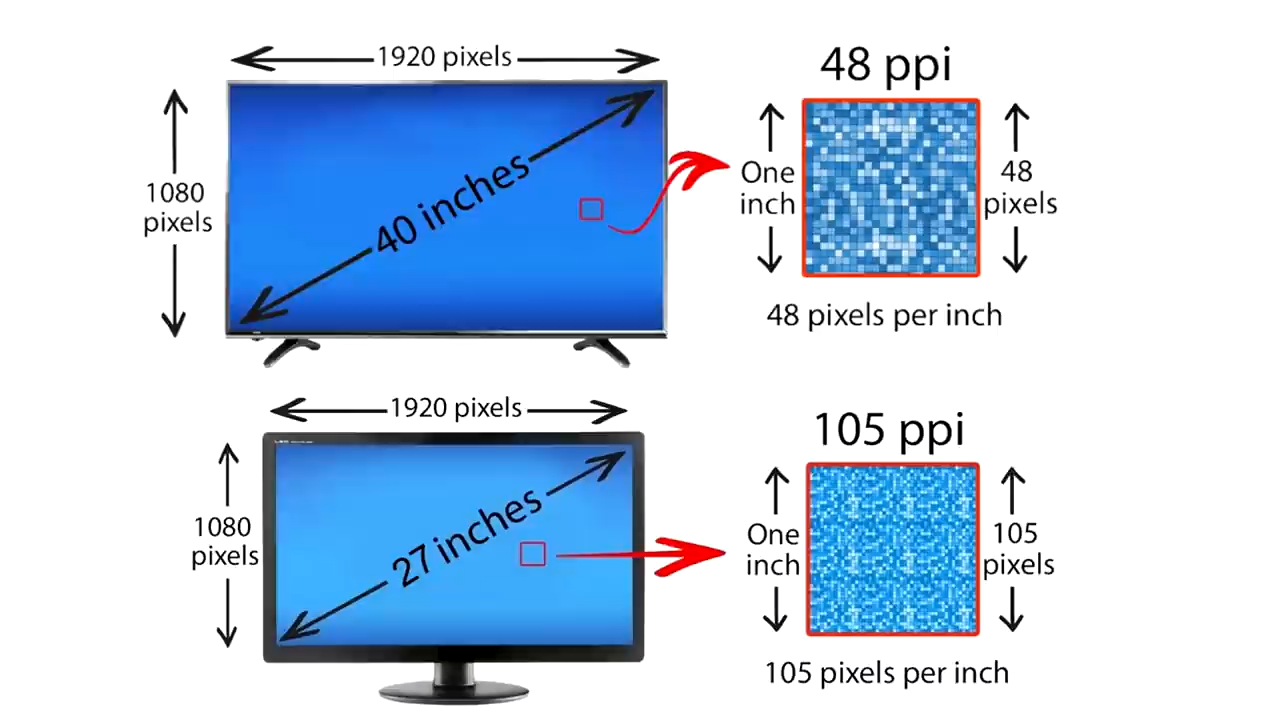 1920 pixels
48 ppi
1080
pixels
40 inches
One
inch
48
pixels
48 pixels per inch
1920 pixels
105 ppi
1080
pixels
27 inches
One
inch
105
pixels
105 pixels per inch